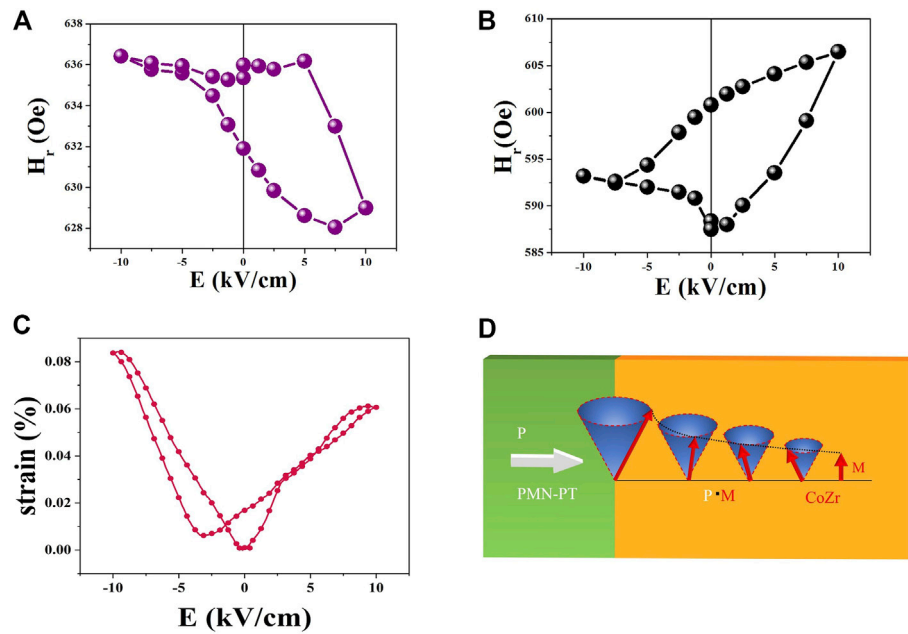 A
638
636
634
632
630
628
H_r (Oe)
-10
-5
0
5
10
E (kV/cm)
B
610
605
600
595
590
585
H_r(Oe)
-10
-5
0
5
10
E (kV/cm)
C
0.08
0.06
0.04
0.02
0.00
strain (%)
-10
-5
0
5
10
E (kV/cm)
D
P
PMN-PT
P·M
CoZr
M